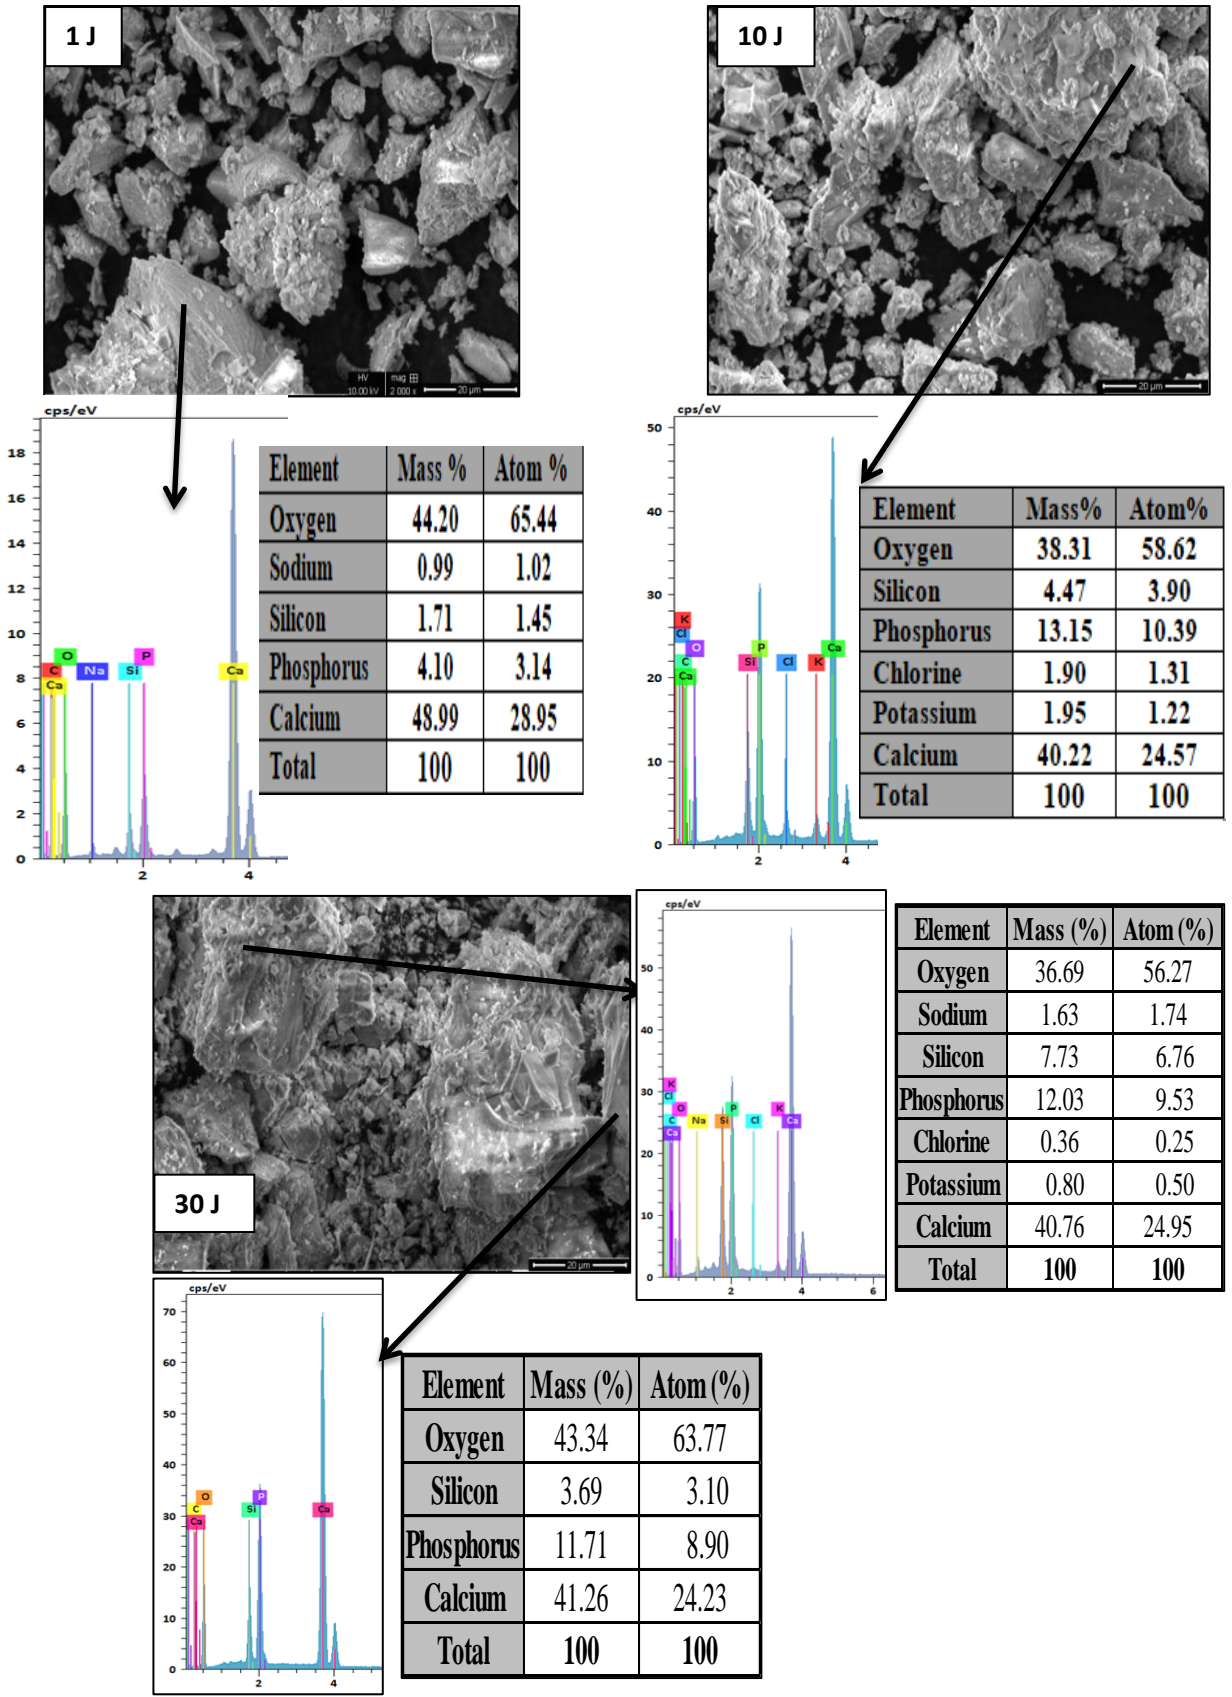 1 J
10 J
HV
10.00 kV
mag
2 000 x
20 µm
20 µm
cps/eV
18
16
14
12
10
8
6
4
2
0
C
Ca
O
Na
Si
P
Ca
2
4
Element Mass % Atom %
Oxygen 44.20 65.44
Sodium 0.99 1.02
Silicon 1.71 1.45
Phosphorus 4.10 3.14
Calcium 48.99 28.95
Total 100 100
cps/eV
50
40
30
20
10
0
K
Cl
C
Ca
O
Si
P
Cl
K
Ca
2
4
Element Mass% Atom%
Oxygen 38.31 58.62
Silicon 4.47 3.90
Phosphorus 13.15 10.39
Chlorine 1.90 1.31
Potassium 1.95 1.22
Calcium 40.22 24.57
Total 100 100
30 J
20 µm
cps/eV
50
40
30
20
10
0
K
Cl
C
Ca
O
Na
Si
P
Cl
K
Ca
2
4
6
Element Mass (%) Atom (%)
Oxygen 36.69 56.27
Sodium 1.63 1.74
Silicon 7.73 6.76
Phosphorus 12.03 9.53
Chlorine 0.36 0.25
Potassium 0.80 0.50
Calcium 40.76 24.95
Total 100 100
cps/eV
70
60
50
40
30
20
10
0
C
Ca
O
Si
P
Ca
2
4
Element Mass (%) Atom (%)
Oxygen 43.34 63.77
Silicon 3.69 3.10
Phosphorus 11.71 8.90
Calcium 41.26 24.23
Total 100 100